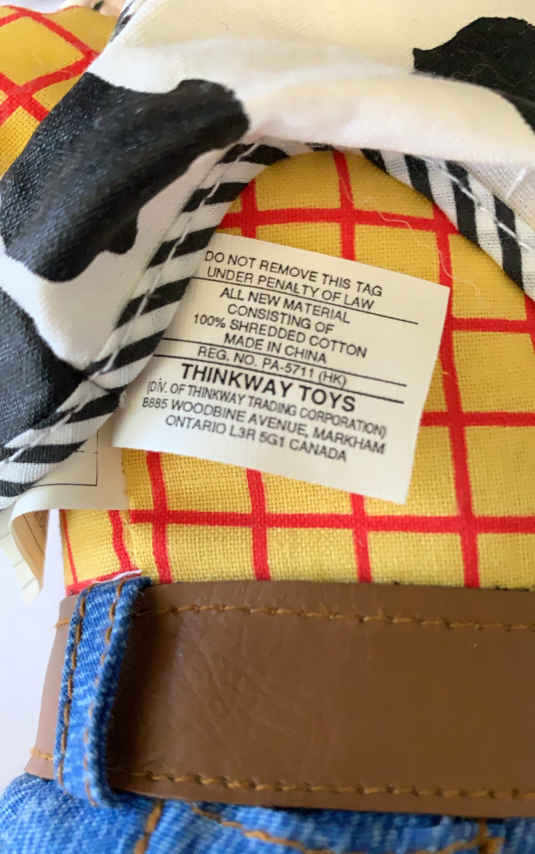 DO NOT REMOVE THIS TAG
UNDER PENALTY OF LAW
ALL NEW MATERIAL
CONSISTING OF
100% SHREDDED COTTON
MADE IN CHINA
REG. NO. PA-5711 (HK)
THINKWAY TOYS
(DIV. OF THINKWAY TRADING CORPORATION)
8885 WOODBINE AVENUE, MARKHAM
ONTARIO L3R 5G1 CANADA